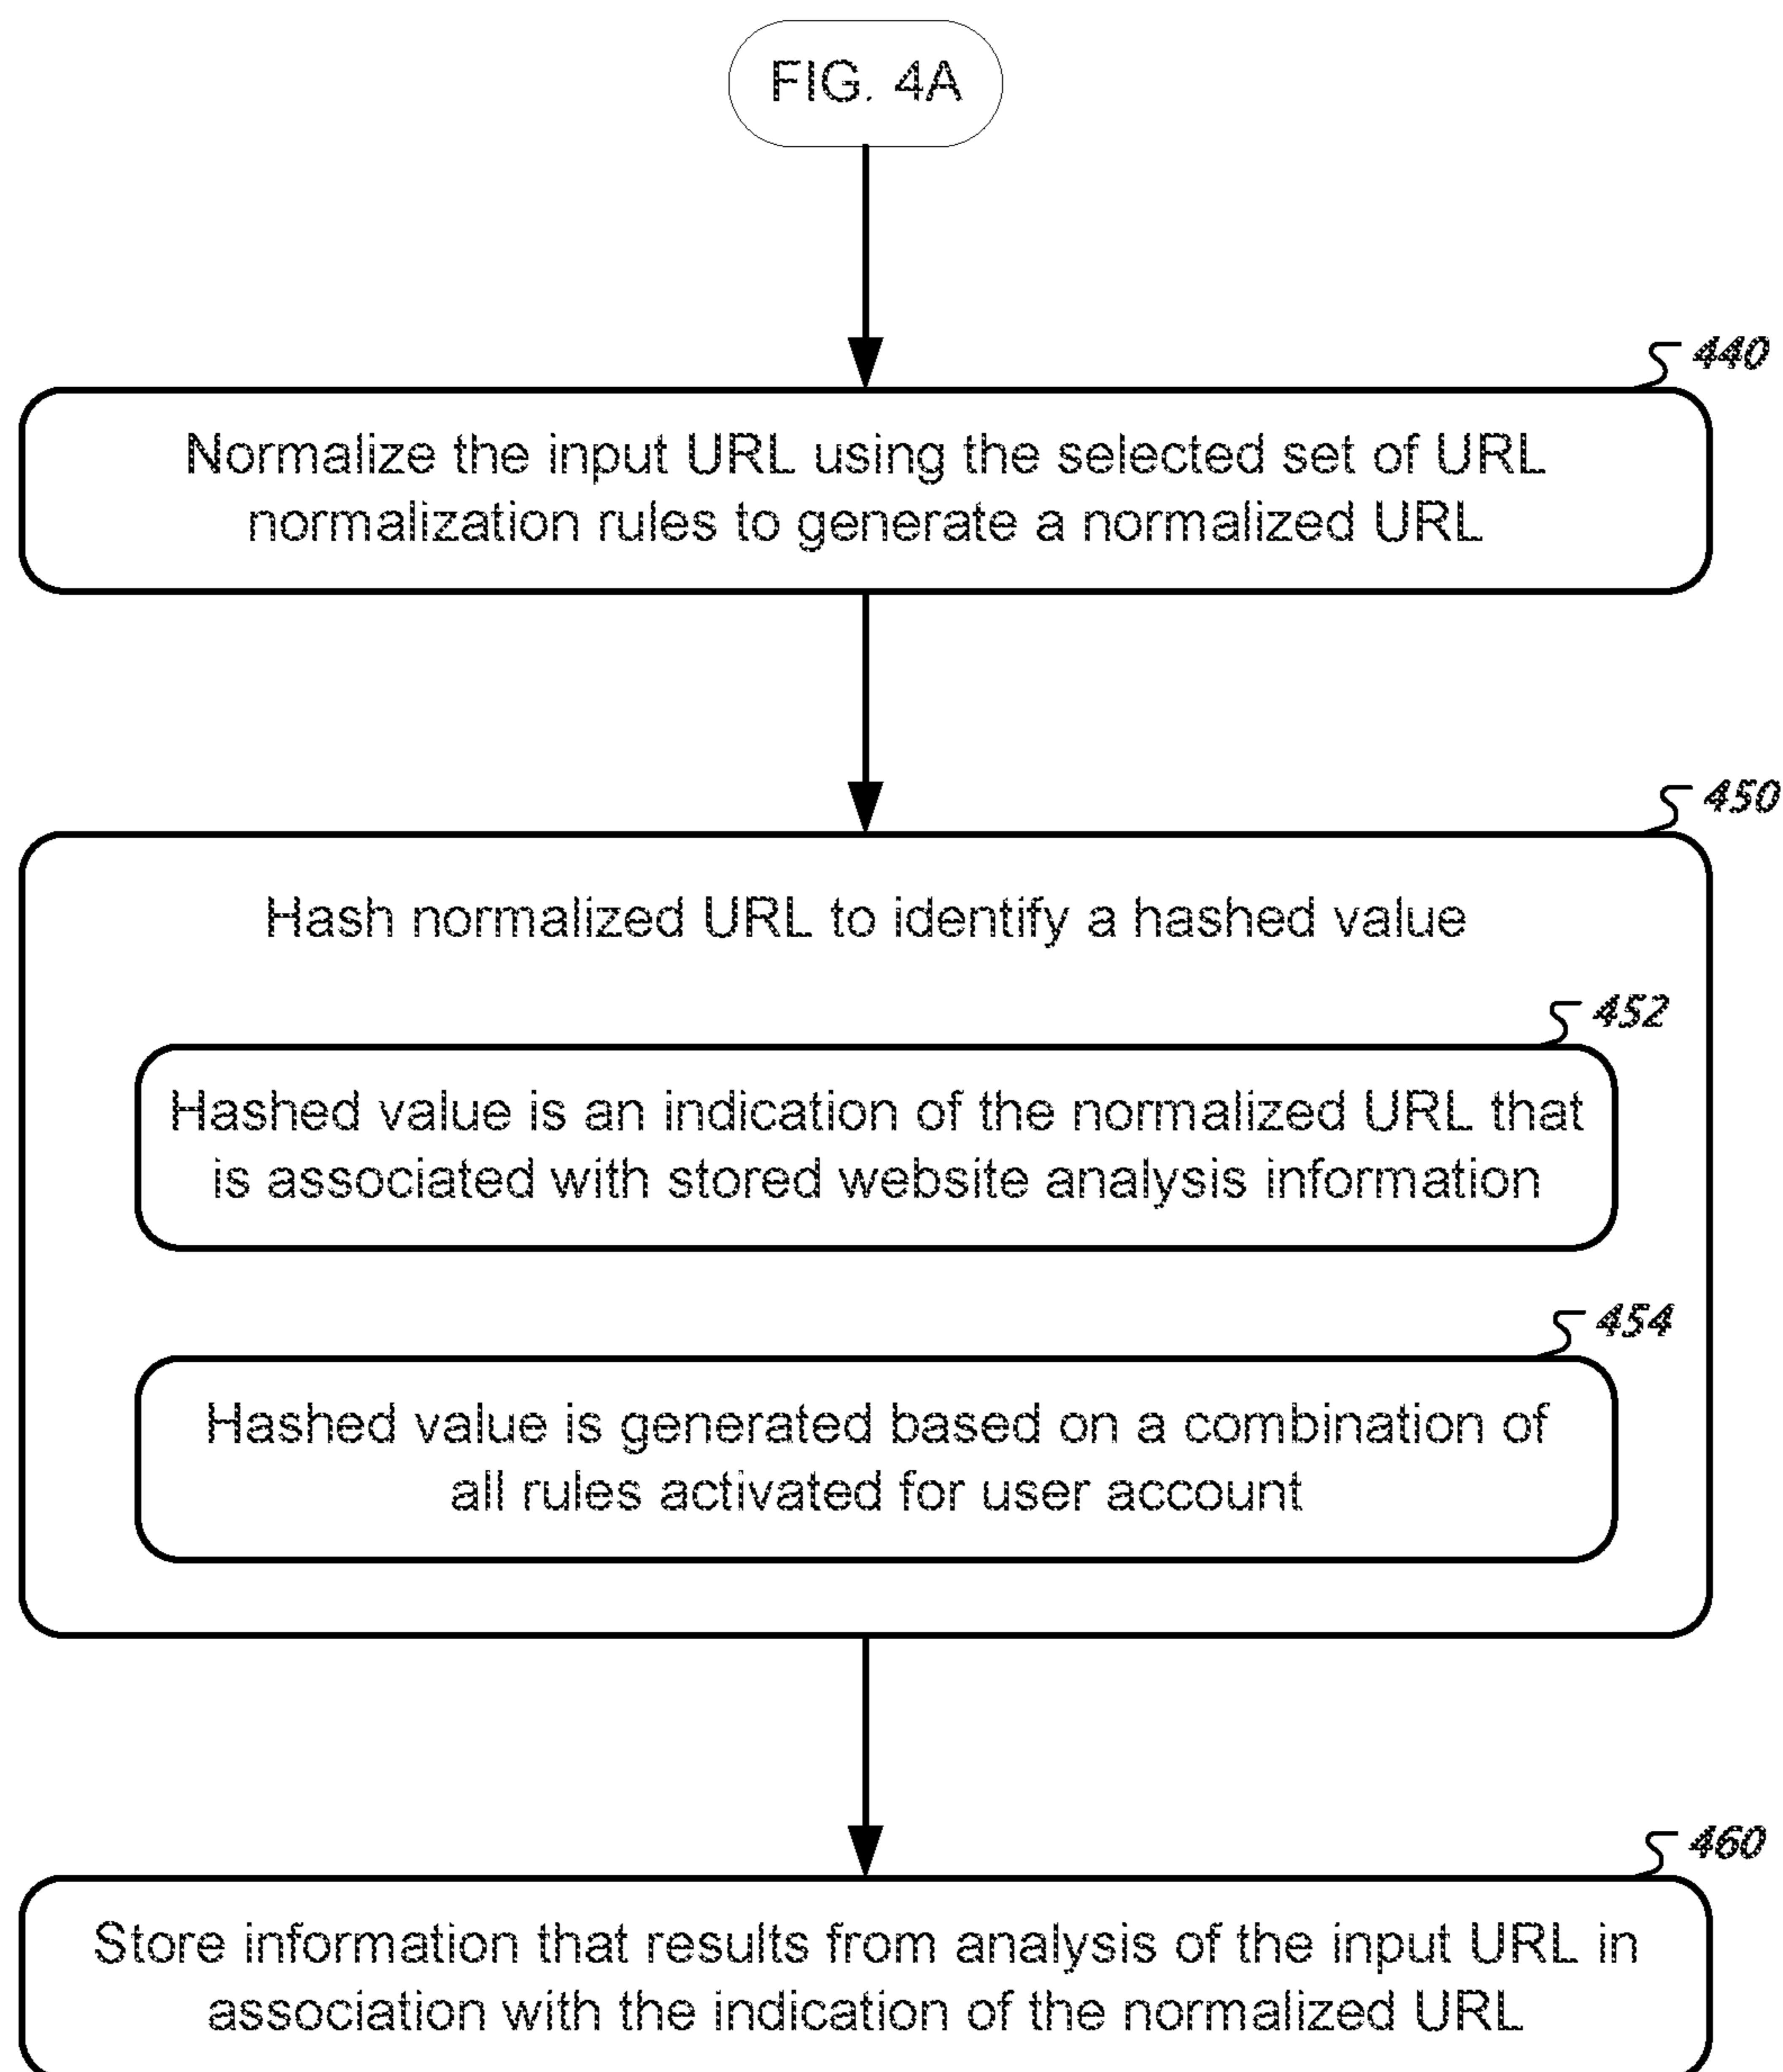 FIG. 4A
440
Normalize the input URL using the selected set of URL
normalization rules to generate a normalized URL
450
Hash normalized URL to identify a hashed value
452
Hashed value is an indication of the normalized URL that
is associated with stored website analysis information
454
Hashed value is generated based on a combination of
all rules activated for user account
460
Store information that results from analysis of the input URL in
association with the indication of the normalized URL